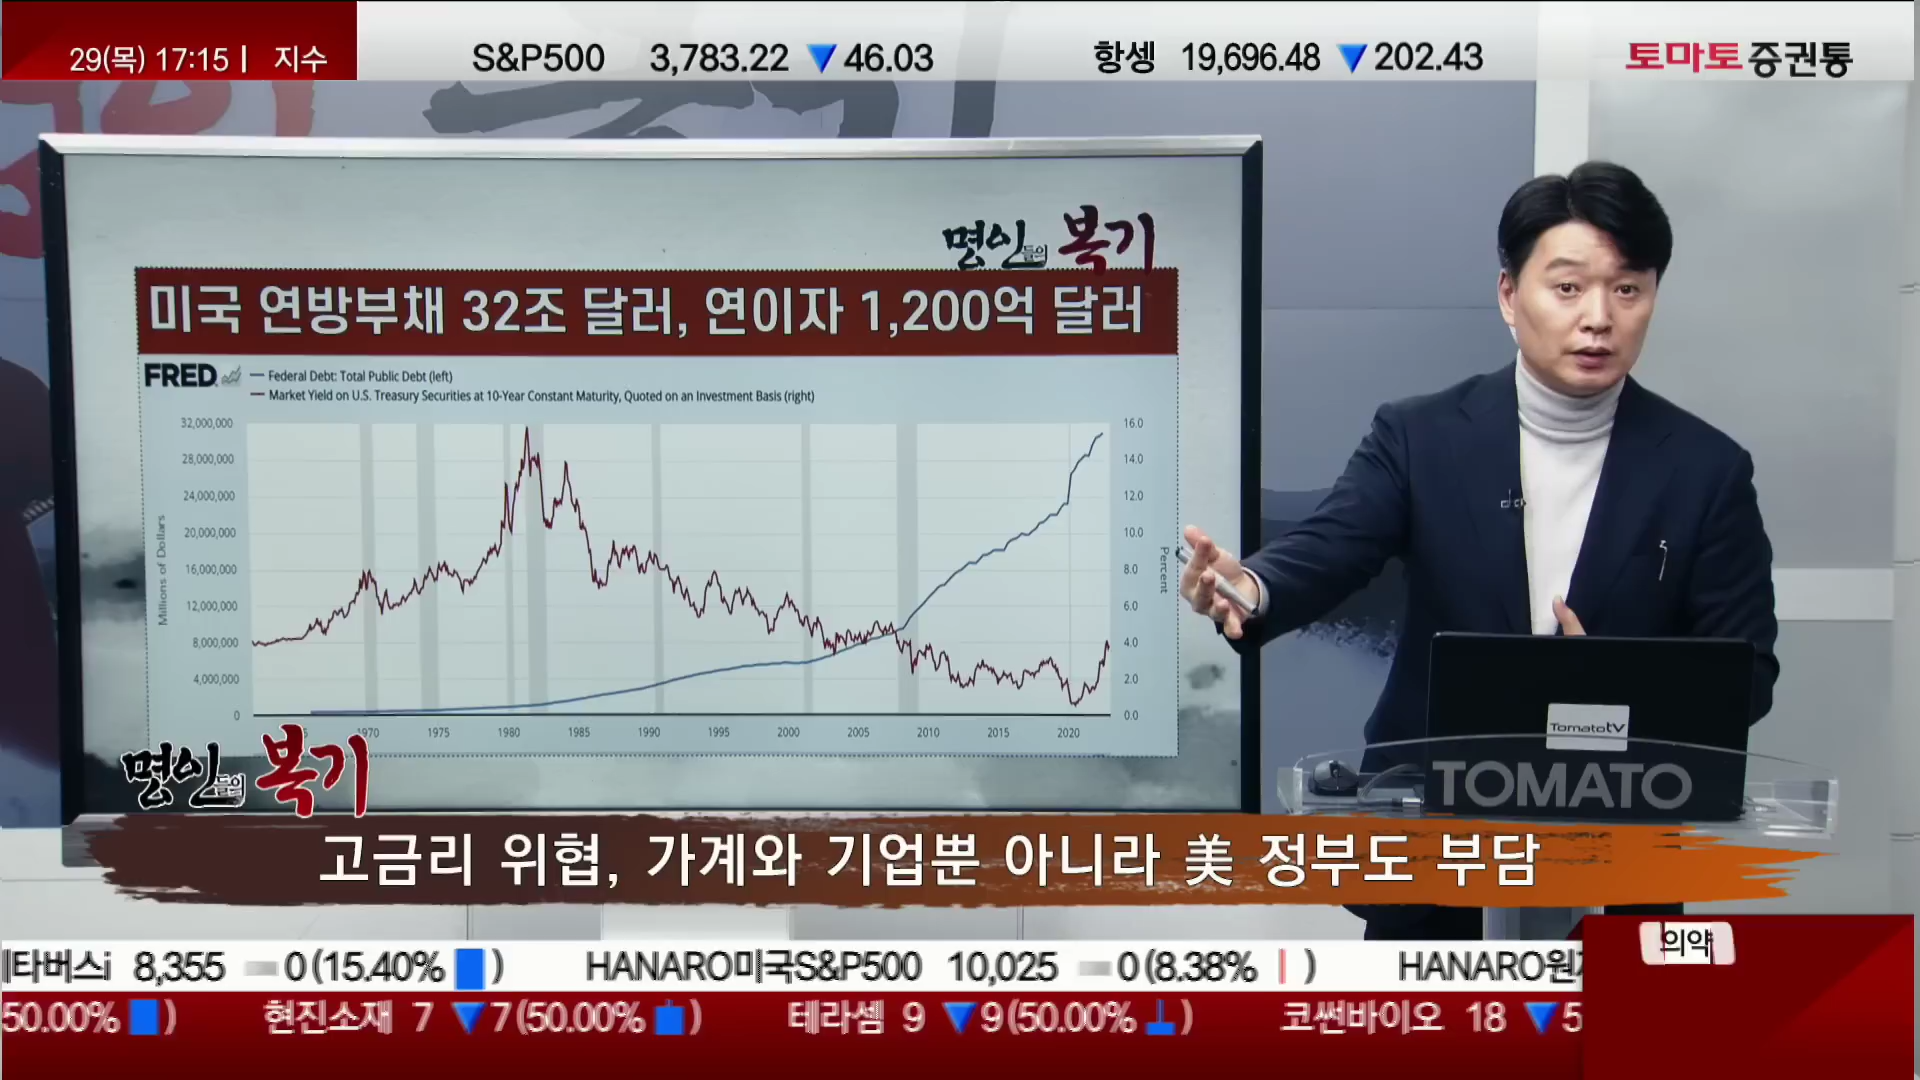 29(목) 17:15 | 지수
S&P500 3,783.22 ▼ 46.03
항셍 19,696.48 ▼ 202.43
토마토증권통
명인들의 복기
미국 연방부채 32조 달러, 연이자 1,200억 달러
FRED
Federal Debt: Total Public Debt (left)
Market Yield on U.S. Treasury Securities at 10-Year Constant Maturity, Quoted on an Investment Basis (right)
32,000,000
28,000,000
24,000,000
20,000,000
16,000,000
12,000,000
8,000,000
4,000,000
0
Millions of Dollars
16.0
14.0
12.0
10.0
8.0
6.0
4.0
2.0
0.0
Percent
1970 1975 1980 1985 1990 1995 2000 2005 2010 2015 2020
TomatoTV
TOMATO
명인들의 복기
고금리 위협, 가계와 기업뿐 아니라 美 정부도 부담
타버스i 8,355 0(15.40% ) HANARO미국S&P500 10,025 0(8.38% ) HANARO원
의약
50.00% ) 현진소재 7 ▼7(50.00% ) 테라셈 9 ▼9(50.00% ) 코썬바이오 18 ▼5